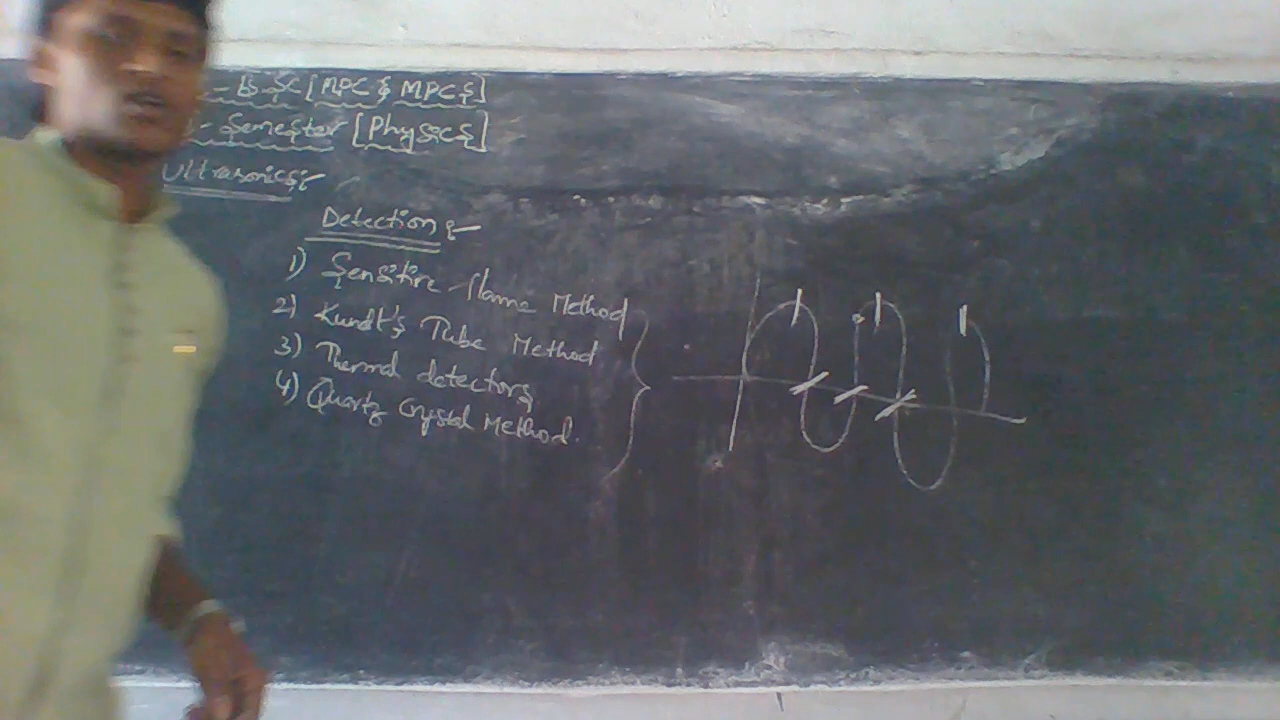 - B.Sc [MPC & MPCS]
- Semester [Physics]
Ultrasonics:-
Detection :-
1) Sensitive flame Method
2) Kundt's Tube Method
3) Thermal detectors
4) Quartz Crystal Method.